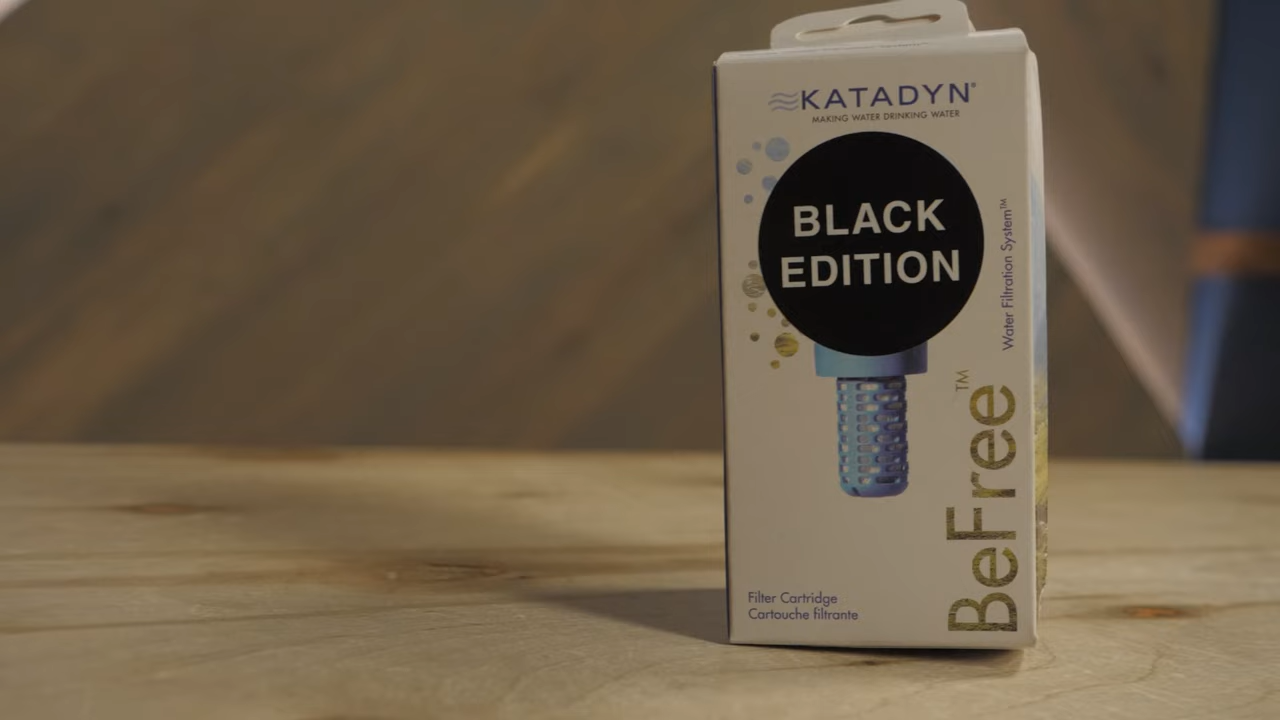 KATADYN®
MAKING WATER DRINKING WATER
BLACK
EDITION
Water Filtration System™
BeFree™
Filter Cartridge
Cartouche filtrante